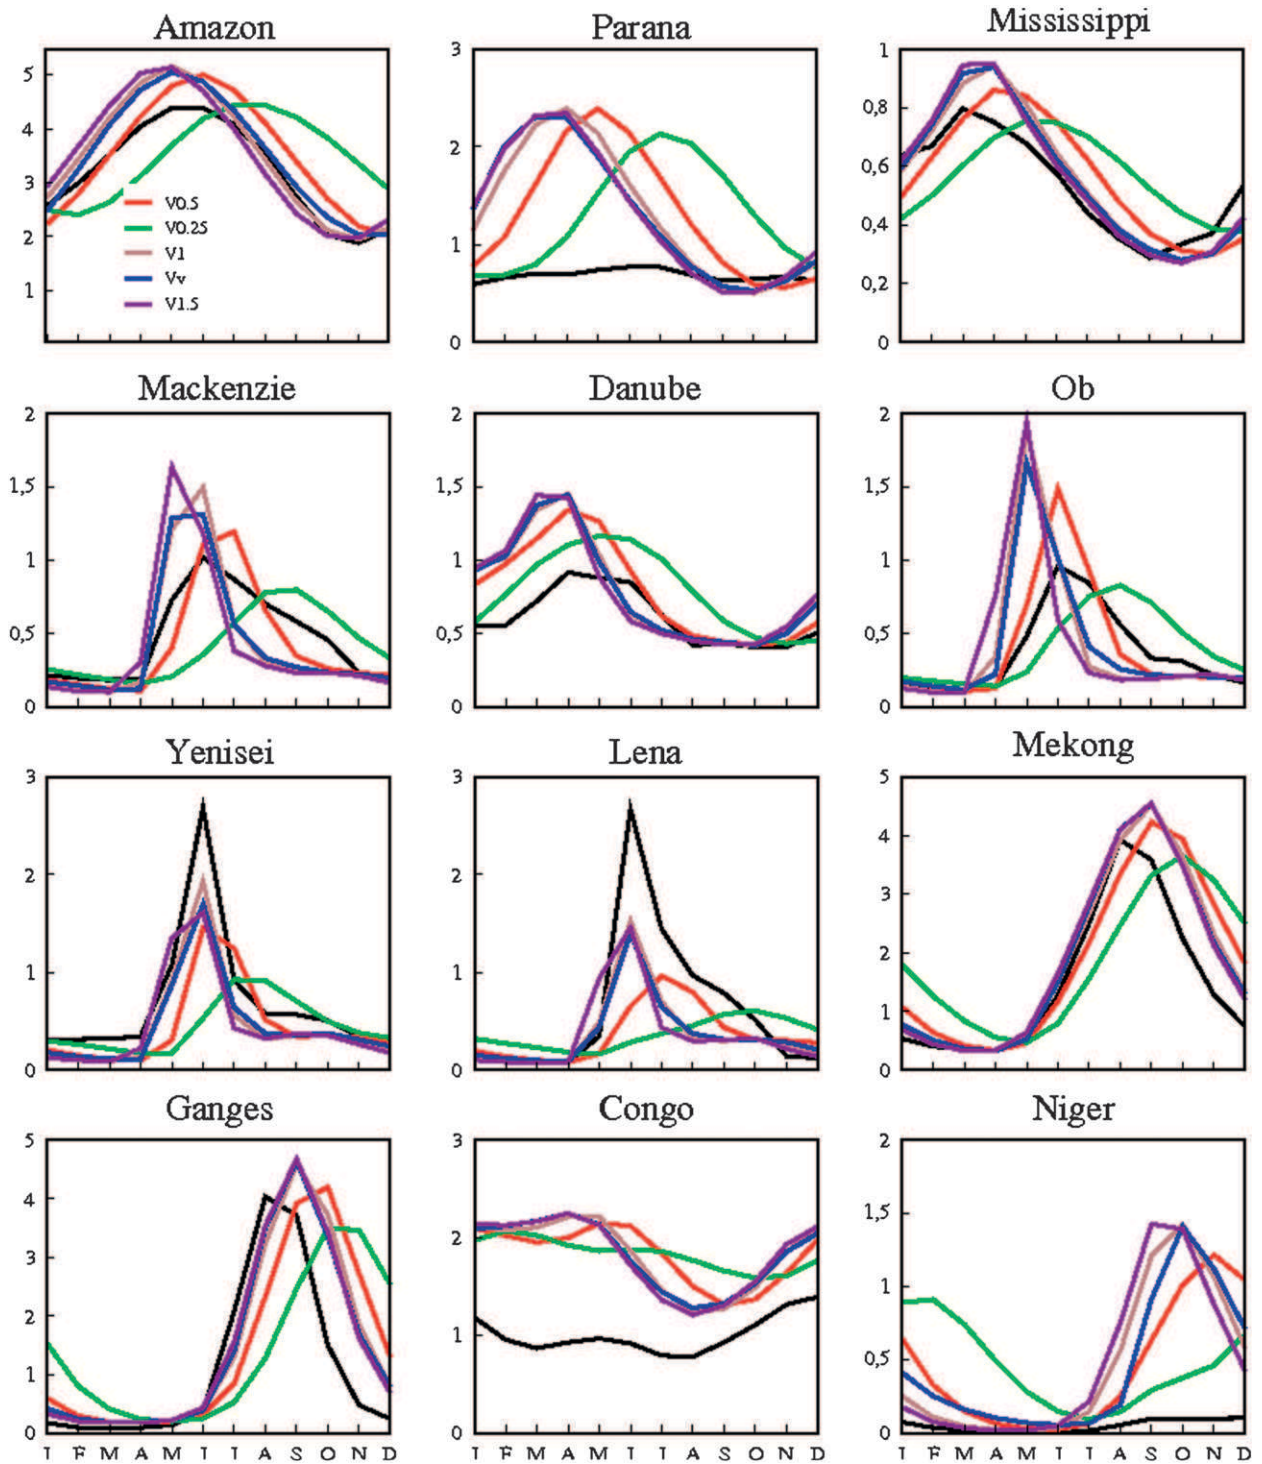 Amazon
5
4
3
2
1
V0.5
V0.25
V1
Vv
V1.5
Parana
3
2
1
0
Mississippi
1
0,8
0,6
0,4
0,2
0
Mackenzie
2
1,5
1
0,5
0
Danube
2
1,5
1
0,5
0
Ob
2
1,5
1
0,5
0
Yenisei
3
2
1
0
Lena
3
2
1
0
Mekong
5
4
3
2
1
0
Ganges
5
4
3
2
1
0
J F M A M J J A S O N D
Congo
3
2
1
0
J F M A M J J A S O N D
Niger
2
1,5
1
0,5
0
J F M A M J J A S O N D